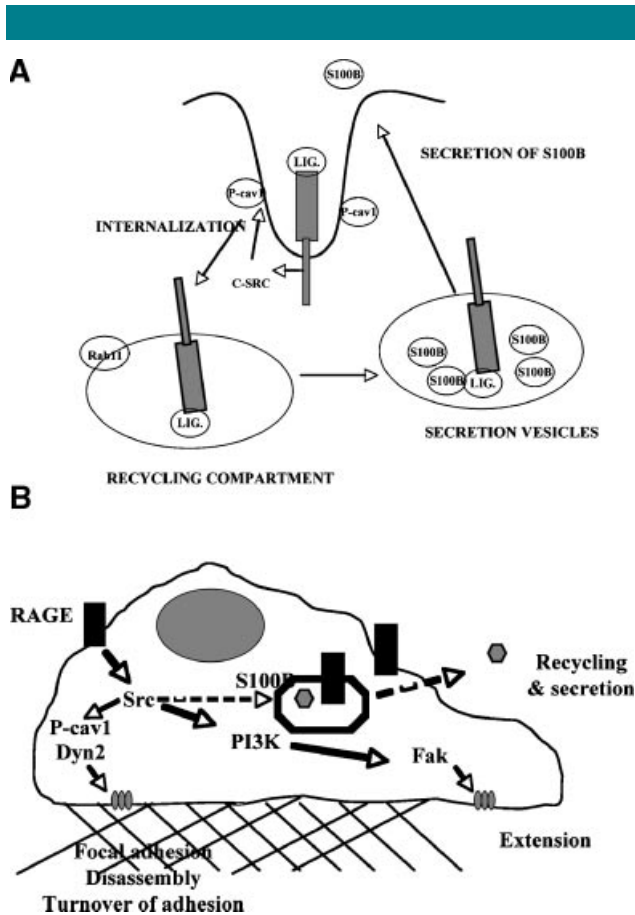 A
S100B
LIG.
SECRETION OF S100B
P-cav1
P-cav1
INTERNALIZATION
C-SRC
Rab11
S100B
S100B
S100B
S100B
LIG.
LIG.
SECRETION VESICLES
RECYCLING COMPARTMENT
B
RAGE
S100B
Recycling
& secretion
Src
P-cav1
Dyn2
PI3K
Fak
Extension
Focal adhesion
Disassembly
Turnover of adhesion